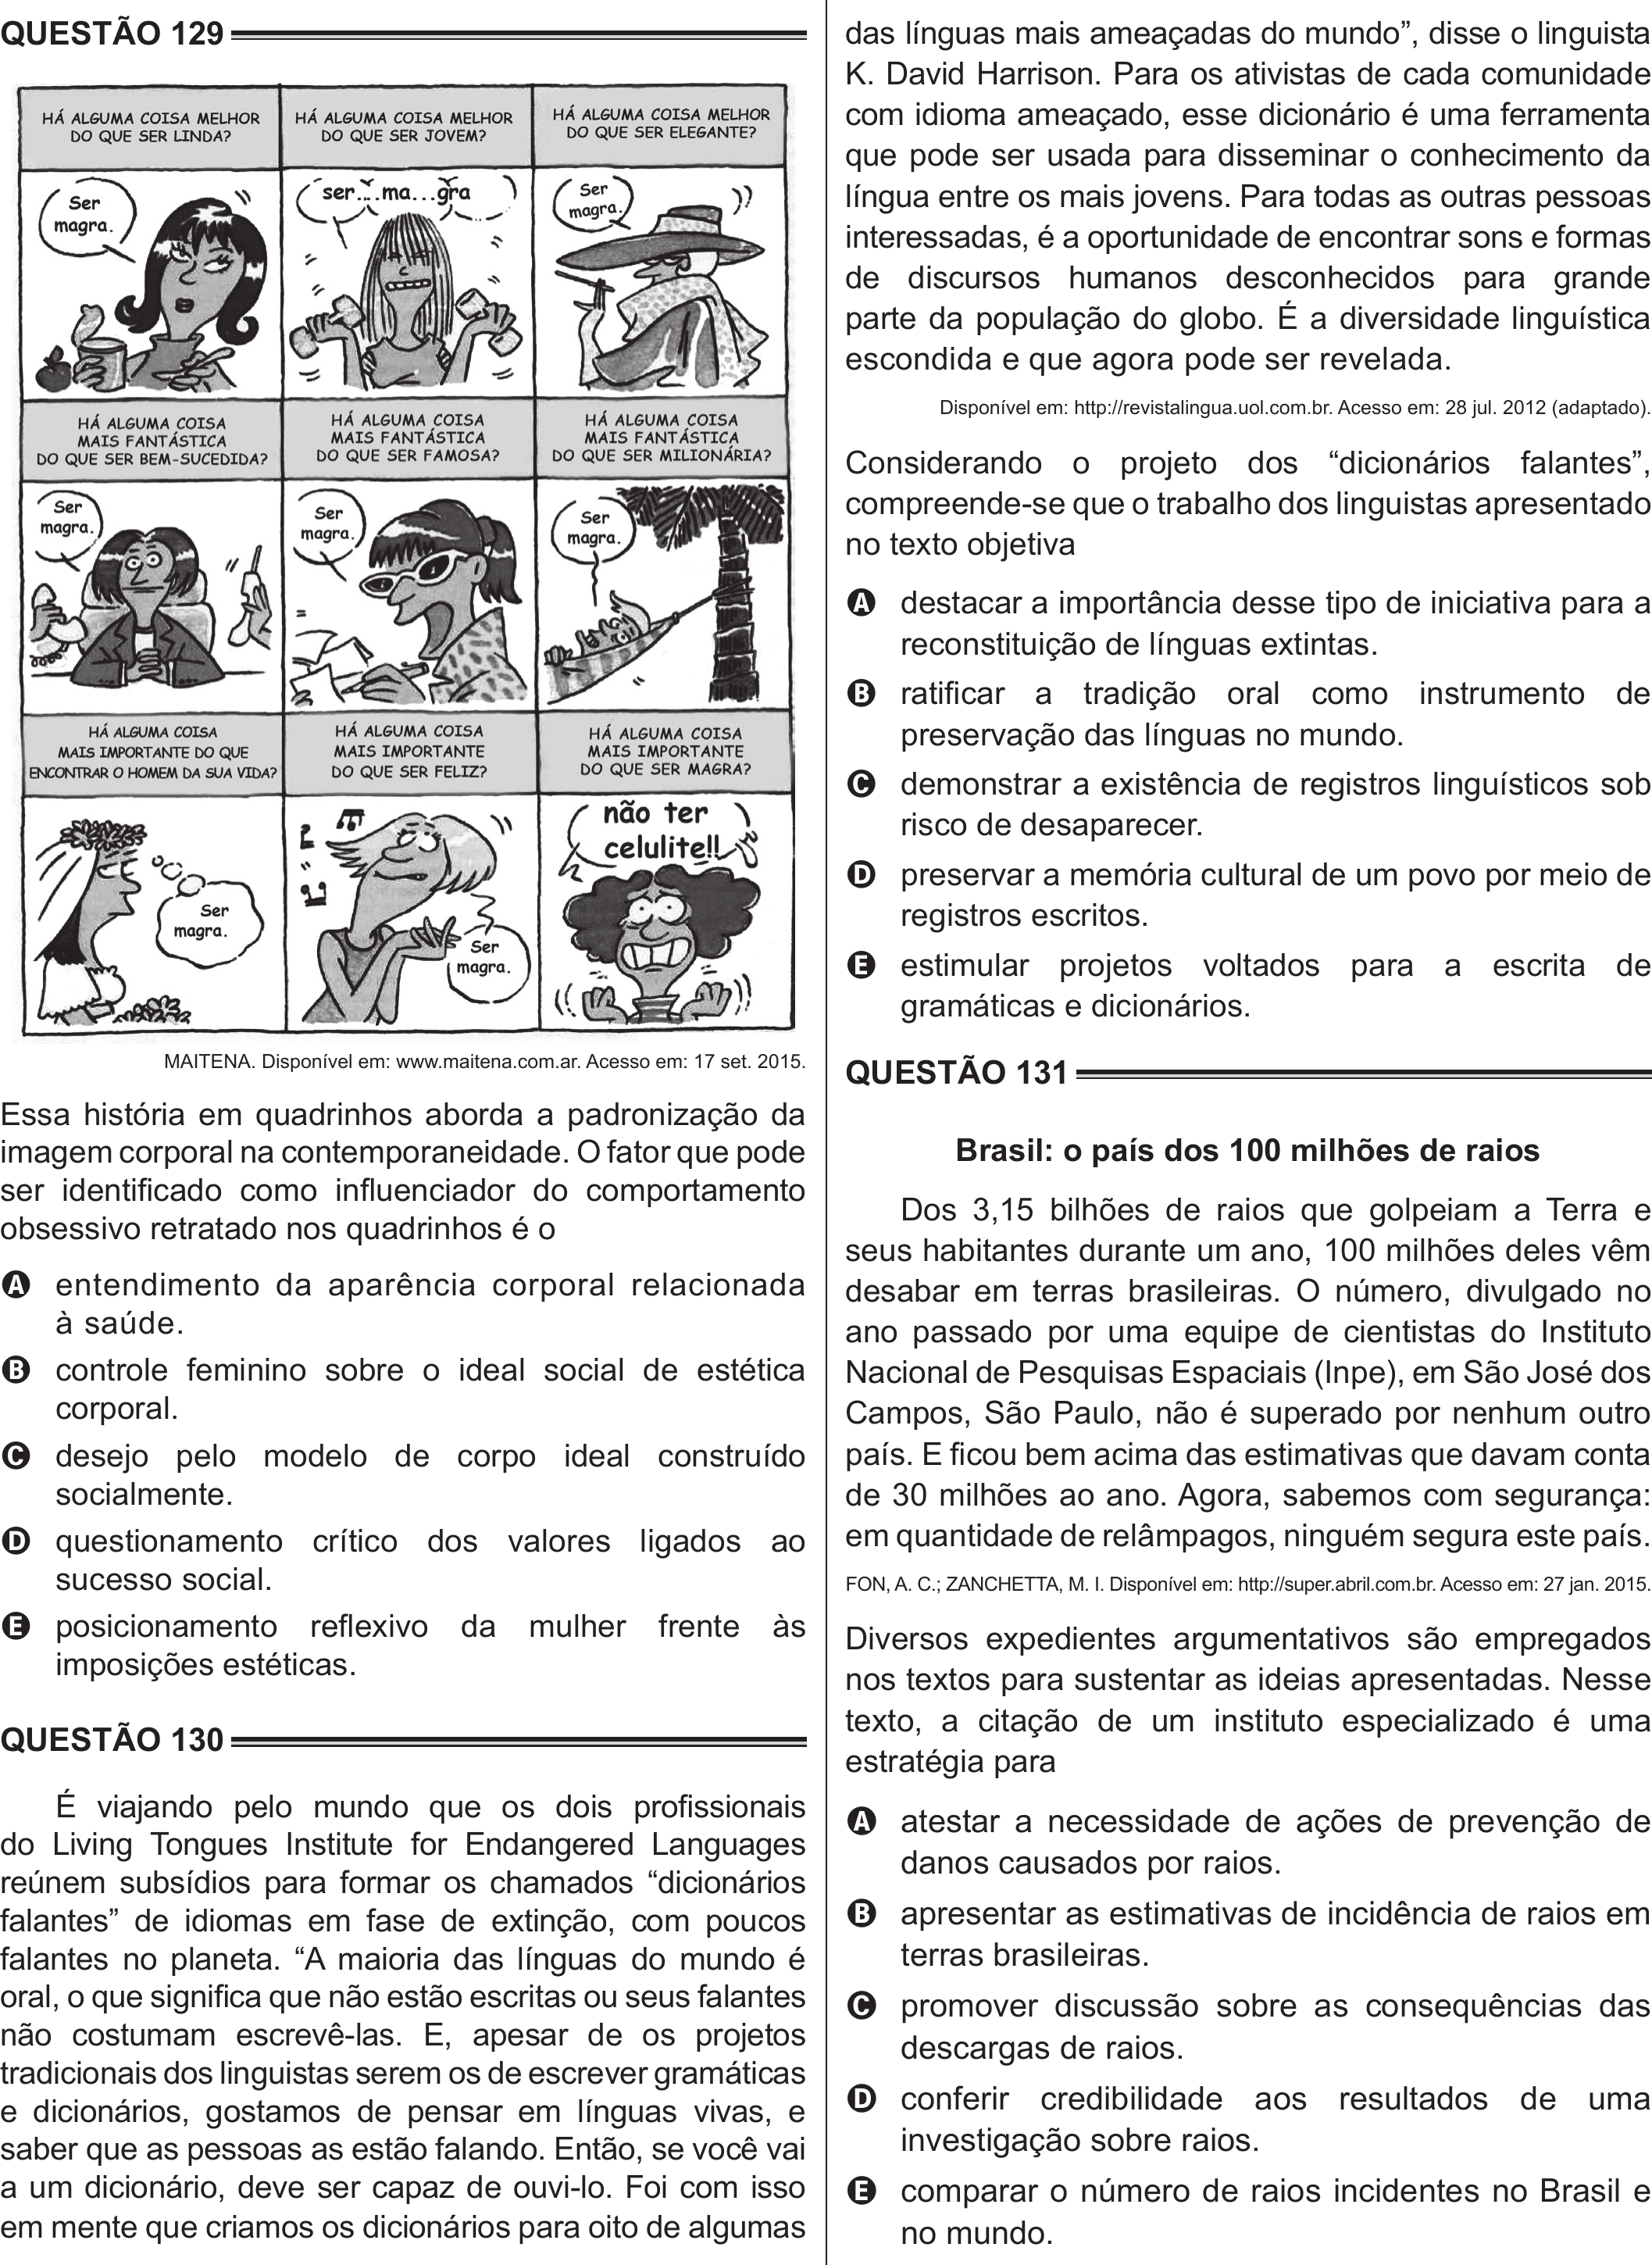 QUESTÃO 129
HÁ ALGUMA COISA MELHOR
DO QUE SER LINDA?
HÁ ALGUMA COISA MELHOR
DO QUE SER JOVEM?
HÁ ALGUMA COISA MELHOR
DO QUE SER ELEGANTE?
Ser
magra.
ser...ma...gra
Ser
magra.
HÁ ALGUMA COISA
MAIS FANTÁSTICA
DO QUE SER BEM-SUCEDIDA?
HÁ ALGUMA COISA
MAIS FANTÁSTICA
DO QUE SER FAMOSA?
HÁ ALGUMA COISA
MAIS FANTÁSTICA
DO QUE SER MILIONÁRIA?
Ser
magra.
Ser
magra.
Ser
magra.
HÁ ALGUMA COISA
MAIS IMPORTANTE DO QUE
ENCONTRAR O HOMEM DA SUA VIDA?
HÁ ALGUMA COISA
MAIS IMPORTANTE
DO QUE SER FELIZ?
HÁ ALGUMA COISA
MAIS IMPORTANTE
DO QUE SER MAGRA?
Ser
magra.
Ser
magra.
não ter
celulite!!
MAITENA. Disponível em: www.maitena.com.ar. Acesso em: 17 set. 2015.
Essa história em quadrinhos aborda a padronização da
imagem corporal na contemporaneidade. O fator que pode
ser identificado como influenciador do comportamento
obsessivo retratado nos quadrinhos é o
A entendimento da aparência corporal relacionada
à saúde.
B controle feminino sobre o ideal social de estética
corporal.
C desejo pelo modelo de corpo ideal construído
socialmente.
D questionamento crítico dos valores ligados ao
sucesso social.
E posicionamento reflexivo da mulher frente às
imposições estéticas.
QUESTÃO 130
É viajando pelo mundo que os dois profissionais
do Living Tongues Institute for Endangered Languages
reúnem subsídios para formar os chamados “dicionários
falantes” de idiomas em fase de extinção, com poucos
falantes no planeta. “A maioria das línguas do mundo é
oral, o que significa que não estão escritas ou seus falantes
não costumam escrevê-las. E, apesar de os projetos
tradicionais dos linguistas serem os de escrever gramáticas
e dicionários, gostamos de pensar em línguas vivas, e
saber que as pessoas as estão falando. Então, se você vai
a um dicionário, deve ser capaz de ouvi-lo. Foi com isso
em mente que criamos os dicionários para oito de algumas
das línguas mais ameaçadas do mundo”, disse o linguista
K. David Harrison. Para os ativistas de cada comunidade
com idioma ameaçado, esse dicionário é uma ferramenta
que pode ser usada para disseminar o conhecimento da
língua entre os mais jovens. Para todas as outras pessoas
interessadas, é a oportunidade de encontrar sons e formas
de discursos humanos desconhecidos para grande
parte da população do globo. É a diversidade linguística
escondida e que agora pode ser revelada.
Disponível em: http://revistalingua.uol.com.br. Acesso em: 28 jul. 2012 (adaptado).
Considerando o projeto dos “dicionários falantes”,
compreende-se que o trabalho dos linguistas apresentado
no texto objetiva
A destacar a importância desse tipo de iniciativa para a
reconstituição de línguas extintas.
B ratificar a tradição oral como instrumento de
preservação das línguas no mundo.
C demonstrar a existência de registros linguísticos sob
risco de desaparecer.
D preservar a memória cultural de um povo por meio de
registros escritos.
E estimular projetos voltados para a escrita de
gramáticas e dicionários.
QUESTÃO 131
Brasil: o país dos 100 milhões de raios
Dos 3,15 bilhões de raios que golpeiam a Terra e
seus habitantes durante um ano, 100 milhões deles vêm
desabar em terras brasileiras. O número, divulgado no
ano passado por uma equipe de cientistas do Instituto
Nacional de Pesquisas Espaciais (Inpe), em São José dos
Campos, São Paulo, não é superado por nenhum outro
país. E ficou bem acima das estimativas que davam conta
de 30 milhões ao ano. Agora, sabemos com segurança:
em quantidade de relâmpagos, ninguém segura este país.
FON, A. C.; ZANCHETTA, M. I. Disponível em: http://super.abril.com.br. Acesso em: 27 jan. 2015.
Diversos expedientes argumentativos são empregados
nos textos para sustentar as ideias apresentadas. Nesse
texto, a citação de um instituto especializado é uma
estratégia para
A atestar a necessidade de ações de prevenção de
danos causados por raios.
B apresentar as estimativas de incidência de raios em
terras brasileiras.
C promover discussão sobre as consequências das
descargas de raios.
D conferir credibilidade aos resultados de uma
investigação sobre raios.
E comparar o número de raios incidentes no Brasil e
no mundo.